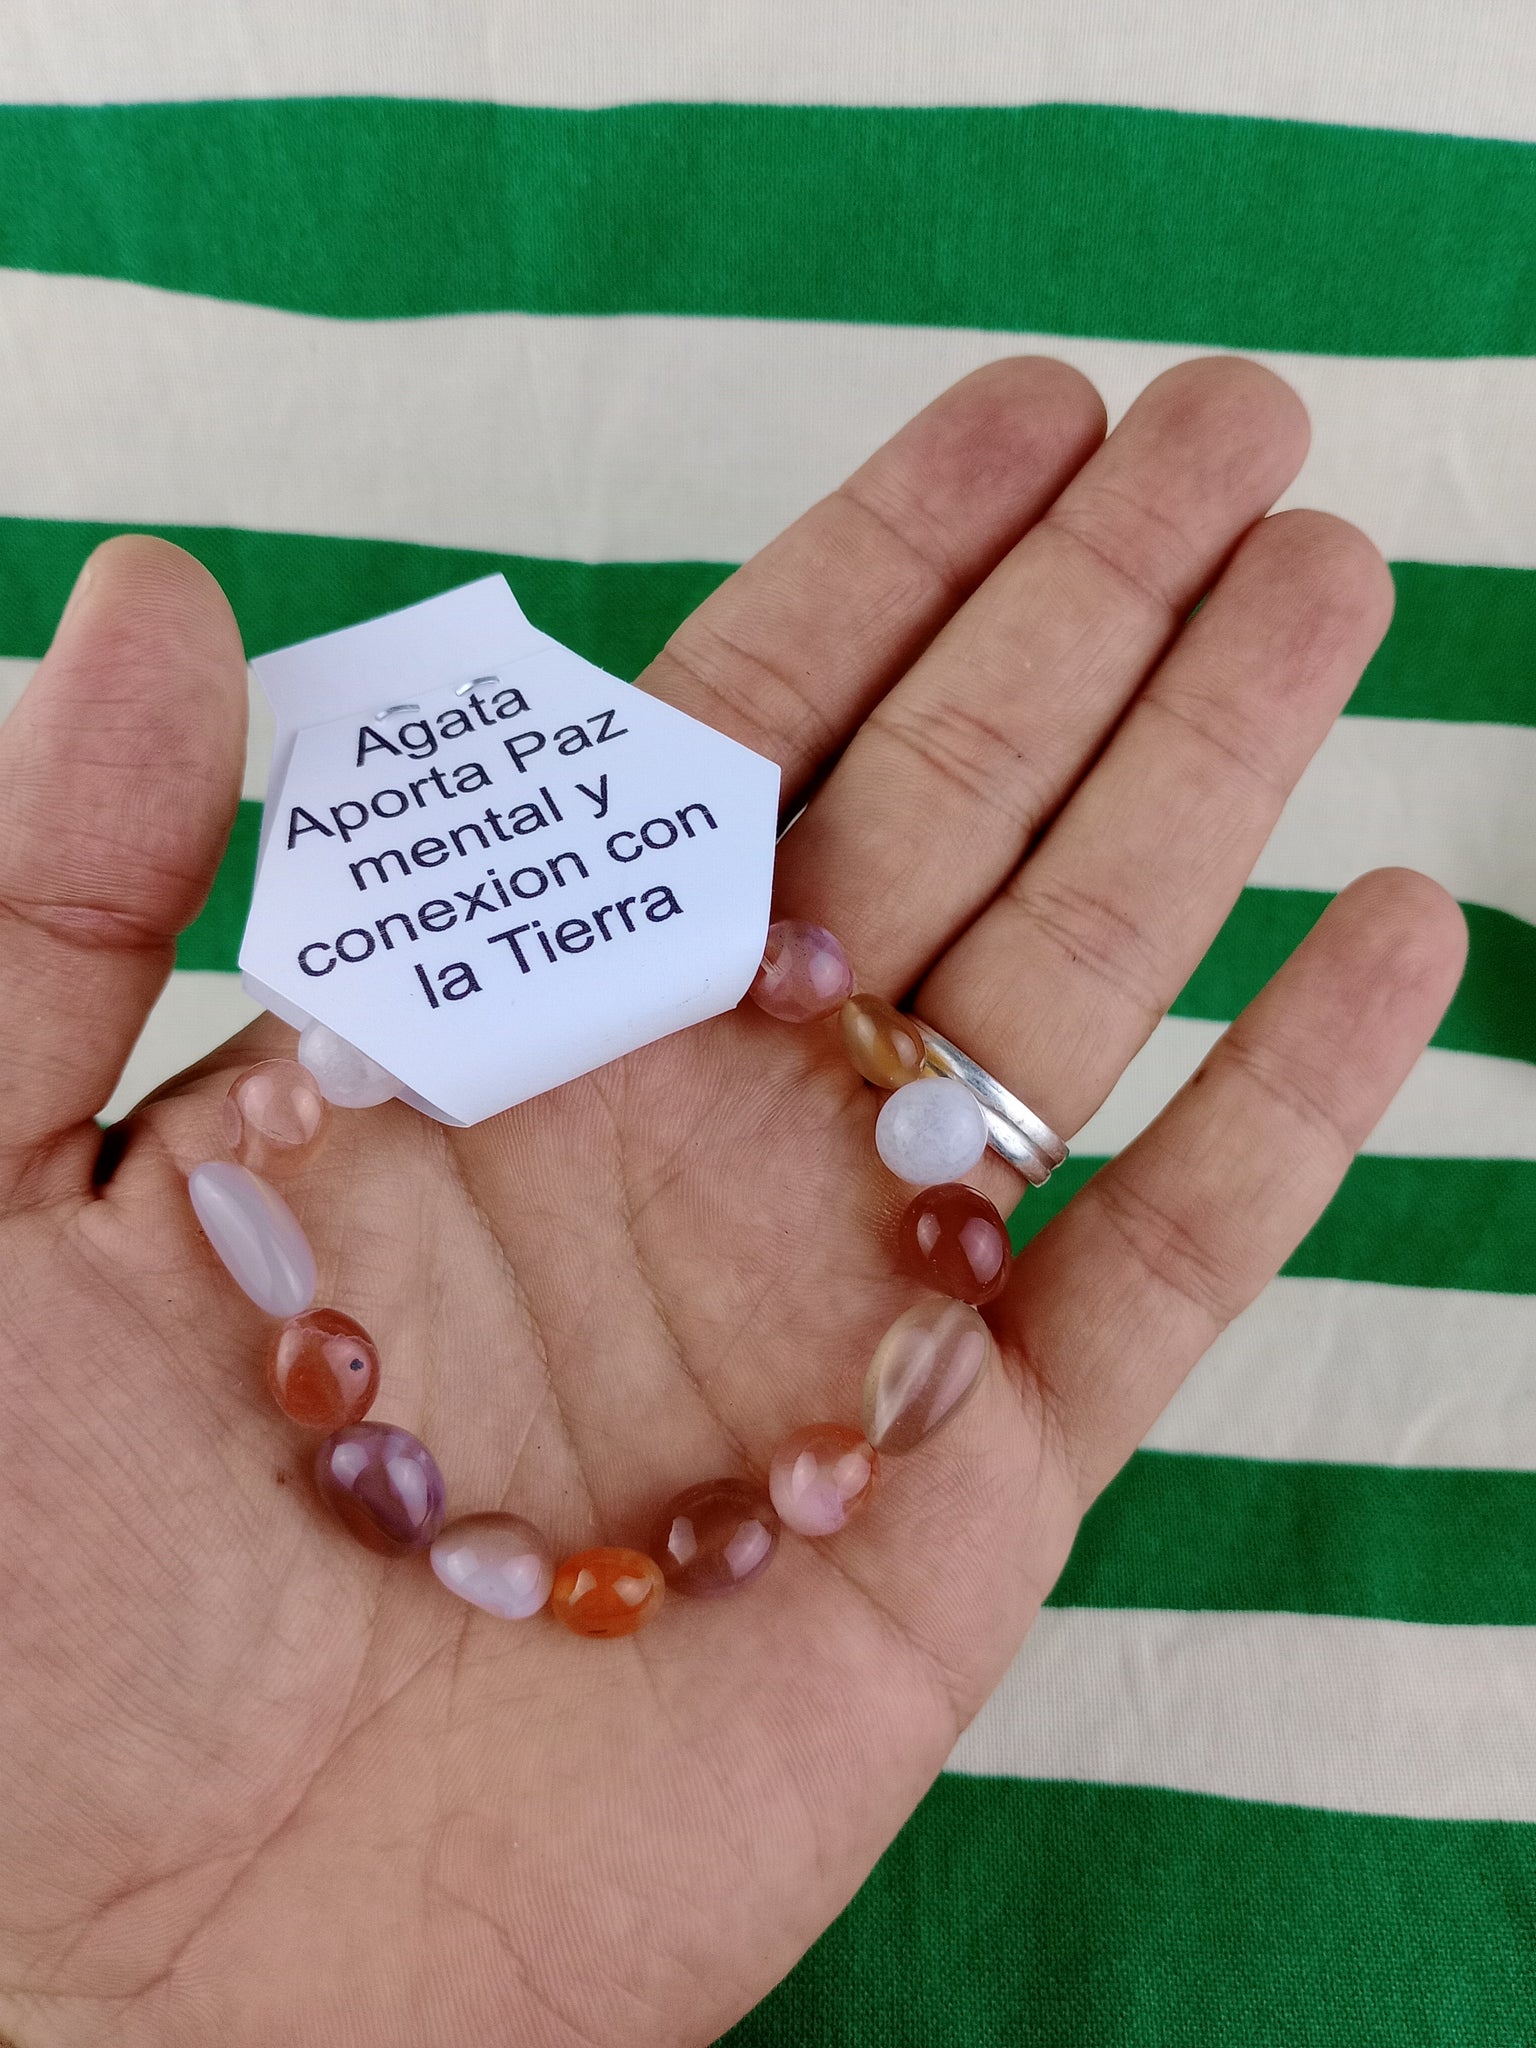 Agata
Aporta Paz
mental y
conexion con
la Tierra